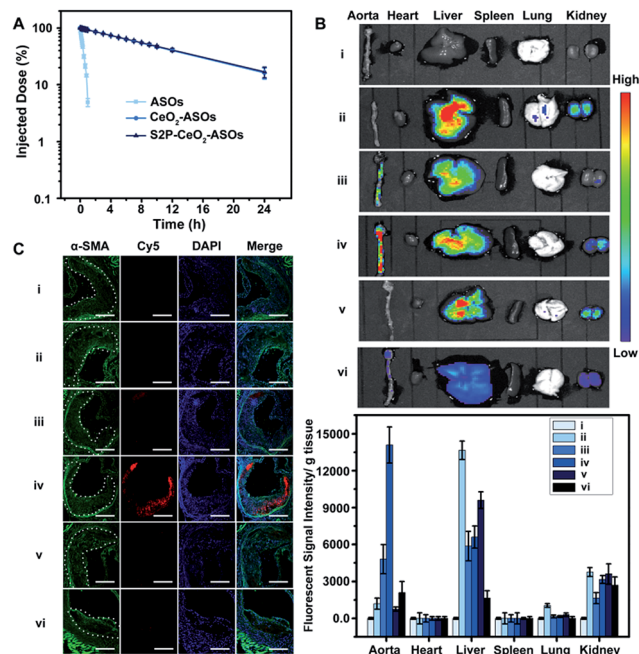 A
Injected Dose (%)
100
10
1
0.1
0
4
8
12
16
20
24
Time (h)
ASOs
CeO2-ASOs
S2P-CeO2-ASOs
B
Aorta Heart Liver Spleen Lung Kidney
i
ii
iii
iv
v
vi
High
Low
C
α-SMA Cy5 DAPI Merge
i
ii
iii
iv
v
vi
Fluorescent Signal Intensity/ g tissue
15000
12000
9000
6000
3000
0.0
i
ii
iii
iv
v
vi
Aorta Heart Liver Spleen Lung Kidney